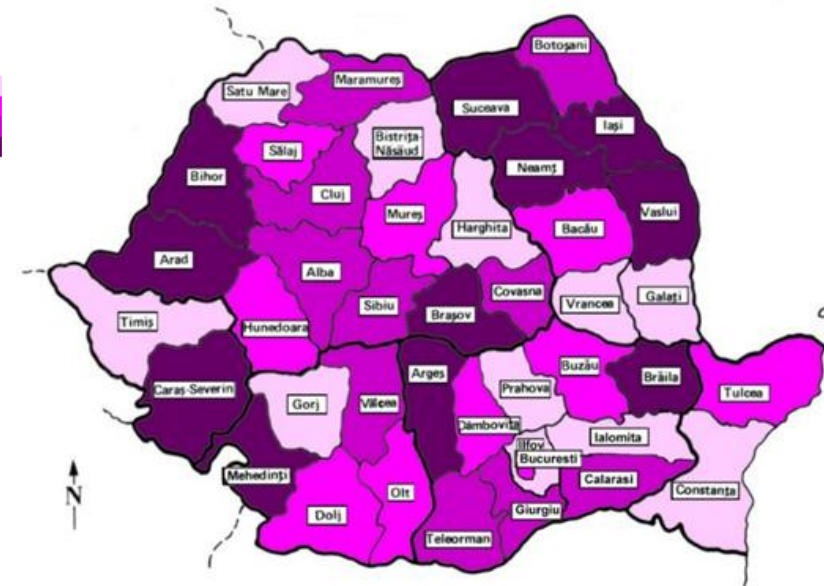 Botoșani
Maramureș
Satu Mare
Suceava
Iași
Bistrița-
Năsăud
Sălaj
Neamț
Bihor
Cluj
Mureș
Vaslui
Harghita
Bacău
Arad
Alba
Covasna
Sibiu
Vrancea
Galați
Brașov
Timiș
Hunedoara
Buzău
Argeș
Brăila
Caraș-Severin
Prahova
Tulcea
Gorj
Vâlcea
Dâmbovița
Ialomița
Ilfov
Bucuresti
Mehedinți
Calarasi
Constanța
Olt
N
Giurgiu
Dolj
Teleorman